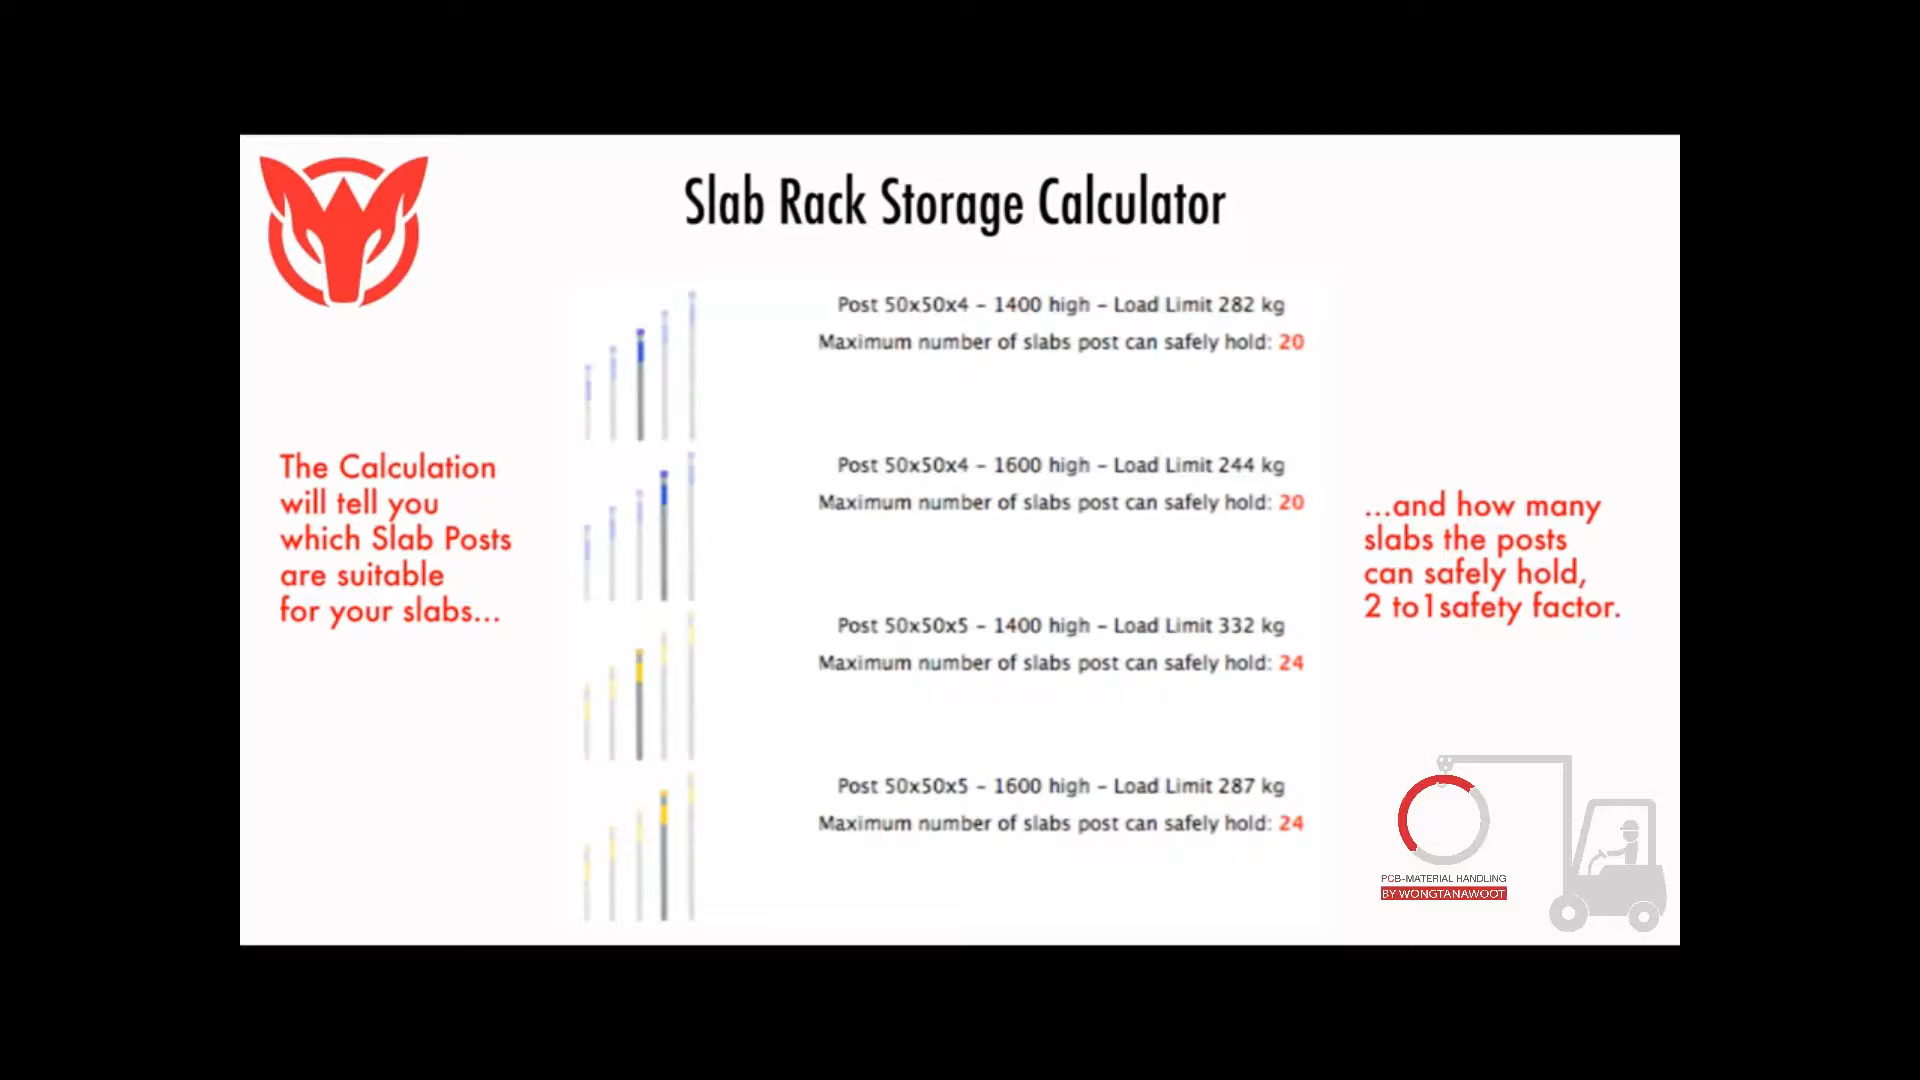 Slab Rack Storage Calculator
Post 50x50x4 – 1400 high – Load Limit 282 kg
Maximum number of slabs post can safely hold: 20
Post 50x50x4 – 1600 high – Load Limit 244 kg
Maximum number of slabs post can safely hold: 20
Post 50x50x5 – 1400 high – Load Limit 332 kg
Maximum number of slabs post can safely hold: 24
Post 50x50x5 – 1600 high – Load Limit 287 kg
Maximum number of slabs post can safely hold: 24
The Calculation
will tell you
which Slab Posts
are suitable
for your slabs...
...and how many
slabs the posts
can safely hold,
2 to1safety factor.
PCB-MATERIAL HANDLING
BY WONGTANAWOOT